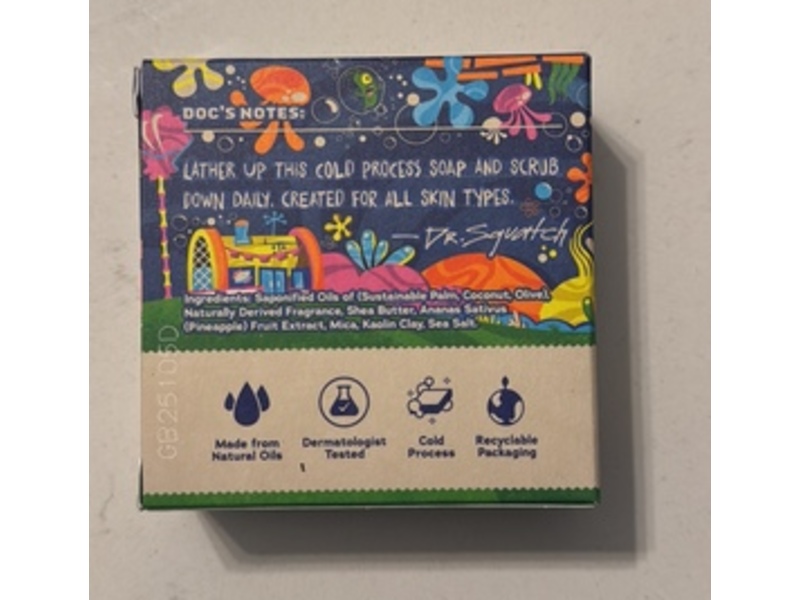 DOC'S NOTES:
LATHER UP THIS COLD PROCESS SOAP AND SCRUB
DOWN DAILY. CREATED FOR ALL SKIN TYPES.
— DR. Squatch
Ingredients: Saponified Oils of (Sustainable Palm, Coconut, Olive),
Naturally Derived Fragrance, Shea Butter, Ananas Sativus
(Pineapple) Fruit Extract, Mica, Kaolin Clay, Sea Salt.
GB25105D
Made from
Natural Oils
Dermatologist
Tested
Cold
Process
Recyclable
Packaging